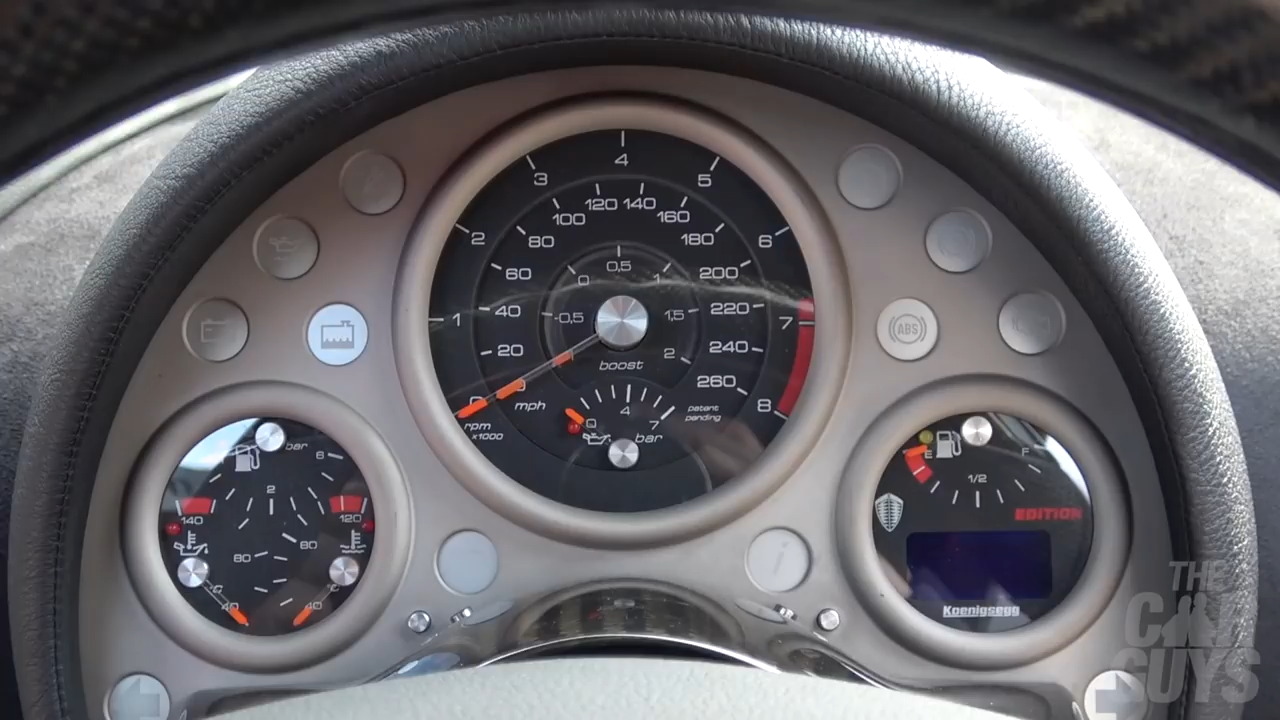 4
3 5
120 140
100 160
2 80 180 6
0,5
0 1
60 200
1 40 -0,5 1,5 220 7
20 2 240
boost
0 260 8
mph
rpm
x1000
patent
pending
0 4 7
bar
ABS
bar
6
2
140 120
80 80
°C °C
40 40
E F
1/2
EDITION
Koenigsegg
THE
CAR
GUYS